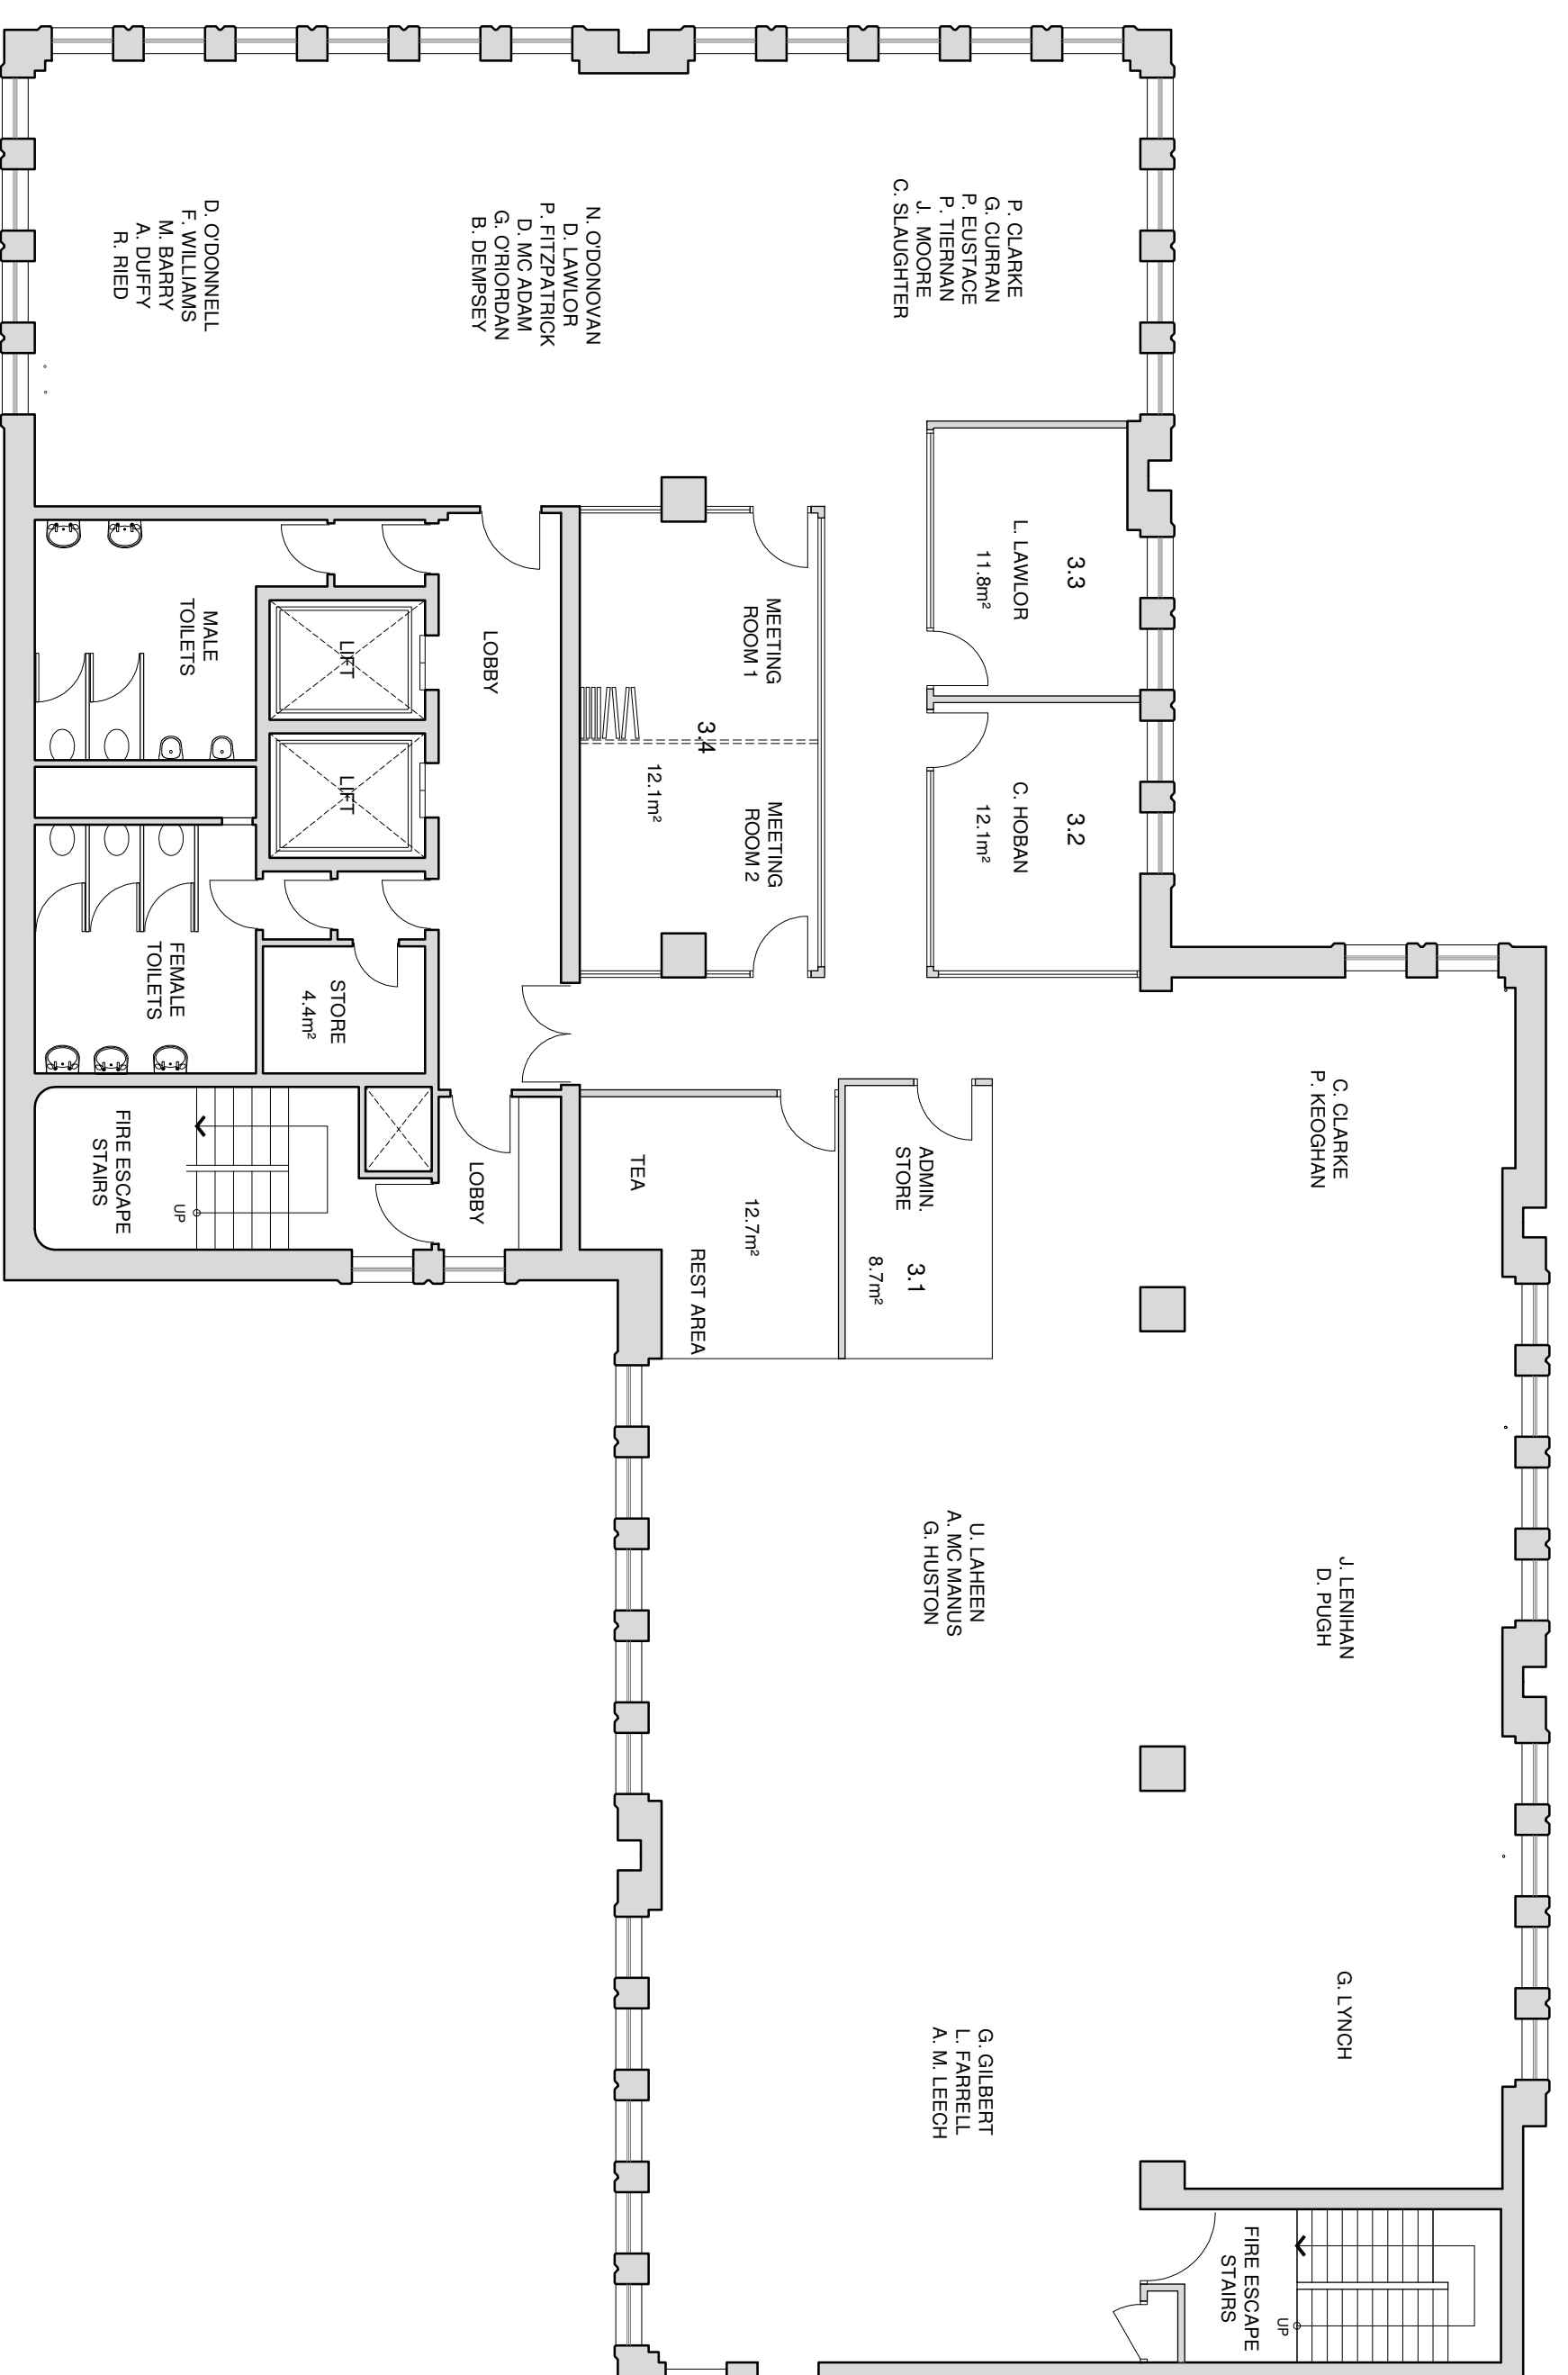 P. CLARKE
G. CURRAN
P. EUSTACE
P. TIERNAN
J. MOORE
C. SLAUGHTER
N. O'DONOVAN
D. LAWLOR
P. FITZPATRICK
D. MC ADAM
G. O'RIORDAN
B. DEMPSEY
D. O'DONNELL
F. WILLIAMS
M. BARRY
A. DUFFY
R. RIED
3.3
L. LAWLOR
11.8m²
3.2
C. HOBAN
12.1m²
MEETING
ROOM 1
3.4
12.1m²
MEETING
ROOM 2
LOBBY
LIFT
LIFT
MALE
TOILETS
FEMALE
TOILETS
STORE
4.4m²
FIRE ESCAPE
STAIRS
UP
LOBBY
TEA
12.7m²
REST AREA
ADMIN.
STORE
3.1
8.7m²
C. CLARKE
P. KEOGHAN
J. LENIHAN
D. PUGH
U. LAHEEN
A. MC MANUS
G. HUSTON
G. LYNCH
G. GILBERT
L. FARRELL
A. M. LEECH
FIRE ESCAPE
STAIRS
UP